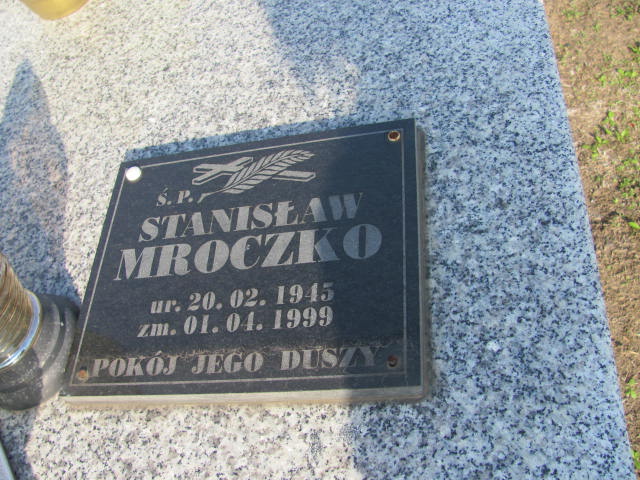 Ś.P.
STANISŁAW
MROCZKO
ur. 20. 02. 1945
zm. 01. 04. 1999
POKÓJ JEGO DUSZY